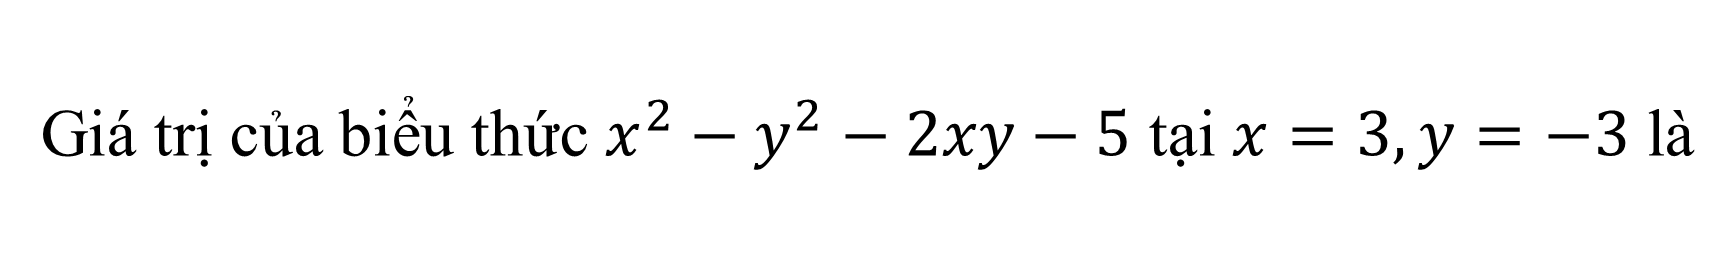 Giá trị của biểu thức x² − y² − 2xy − 5 tại x = 3, y = −3 là